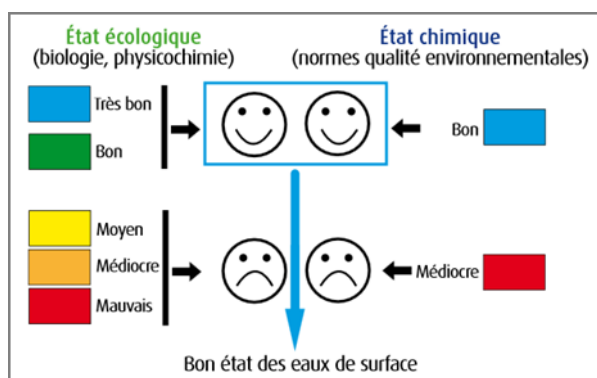 État écologique
(biologie, physicochimie)
État chimique
(normes qualité environnementales)
Très bon
Bon
Bon
Moyen
Médiocre
Mauvais
Médiocre
Bon état des eaux de surface